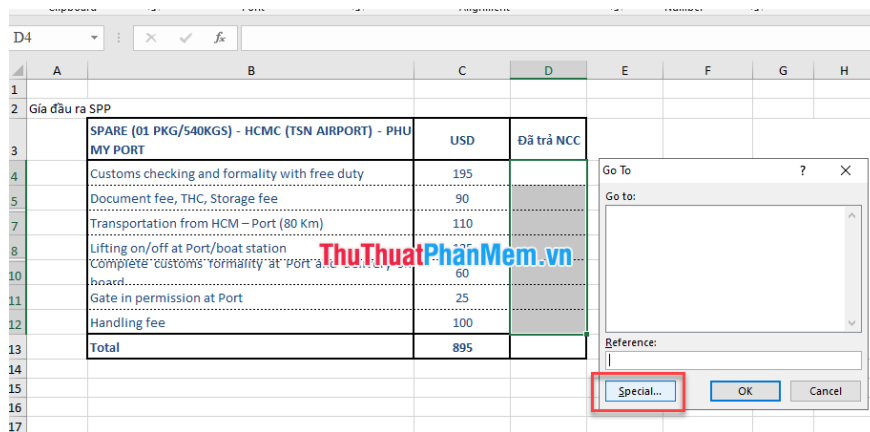 D4
fx
A B C D E F G H
1
2 Gía đầu ra SPP
3 SPARE (01 PKG/540KGS) - HCMC (TSN AIRPORT) - PHU MY PORT USD Đã trả NCC
4 Customs checking and formality with free duty 195
5 Document fee, THC, Storage fee 90
7 Transportation from HCM – Port (80 Km) 110
8 Lifting on/off at Port/boat station
10 Complete customs formality at Port and delivery on board 60
11 Gate in permission at Port 25
12 Handling fee 100
13 Total 895
14
15
16
17
ThuThuatPhanMem.vn
Go To ? ×
Go to:
Reference:
Special...
OK
Cancel